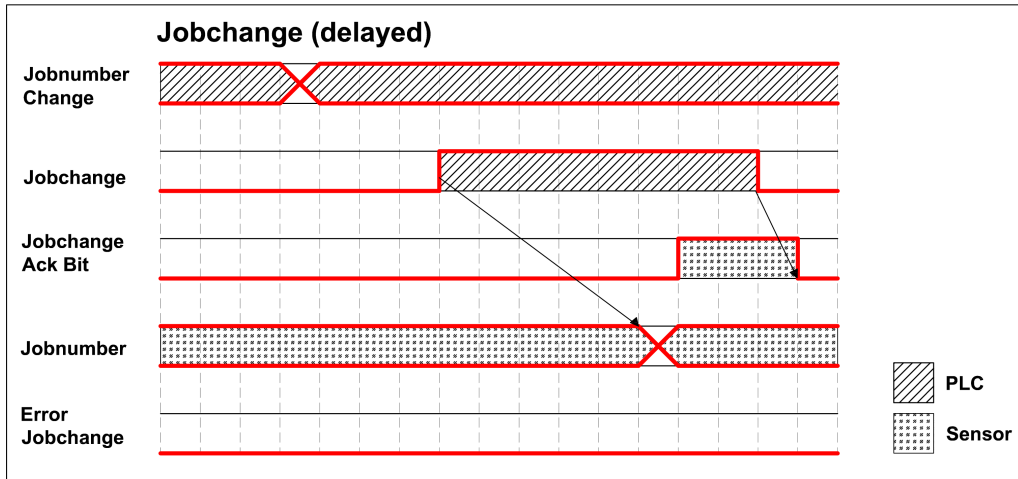 Jobchange (delayed)
Jobnumber
Change
Jobchange
Jobchange
Ack Bit
Jobnumber
Error
Jobchange
PLC
Sensor